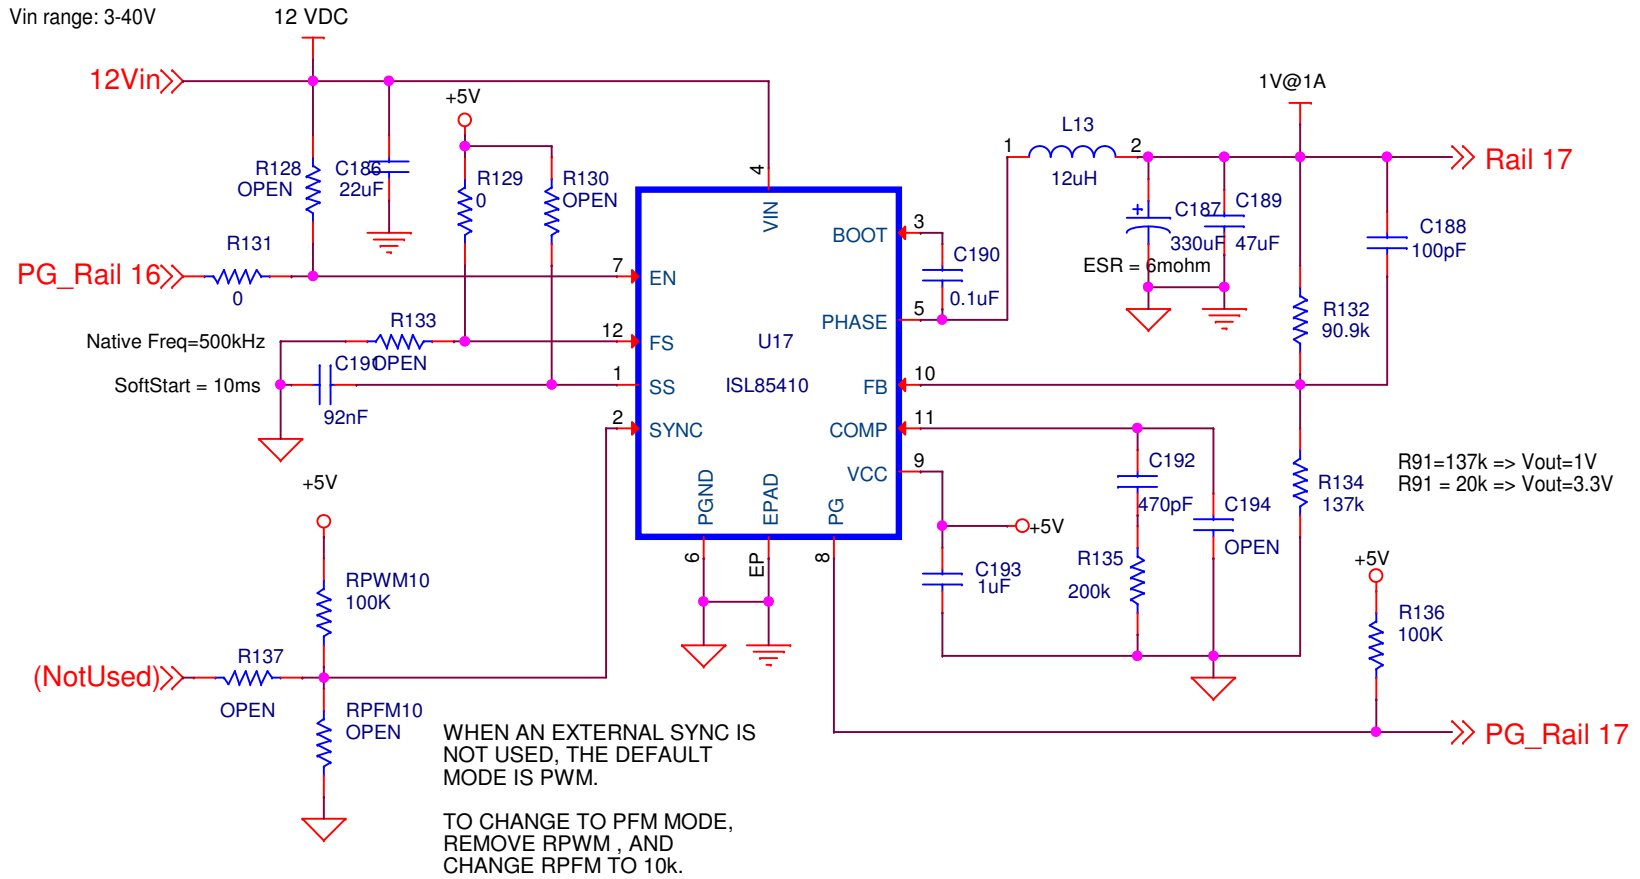 Vin range: 3-40V
12 VDC
12Vin
+5V
1V@1A
L13
1
2
12uH
Rail 17
R128
OPEN
C186
22uF
R129
0
R130
OPEN
4
VIN
3
BOOT
C190
0.1uF
C187
330uF
ESR = 6mohm
C189
47uF
C188
100pF
R131
0
PG_Rail 16
7
EN
5
PHASE
R132
90.9k
Native Freq=500kHz
R133
OPEN
12
FS
U17
ISL85410
SoftStart = 10ms
C191
92nF
1
SS
10
FB
2
SYNC
11
COMP
9
VCC
C192
470pF
C194
OPEN
R134
137k
R91=137k => Vout=1V
R91 = 20k => Vout=3.3V
+5V
PGND
EPAD
PG
6
EP
8
+5V
C193
1uF
R135
200k
+5V
R136
100K
RPWM10
100K
(NotUsed)
R137
OPEN
RPFM10
OPEN
PG_Rail 17
WHEN AN EXTERNAL SYNC IS
NOT USED, THE DEFAULT
MODE IS PWM.
TO CHANGE TO PFM MODE,
REMOVE RPWM , AND
CHANGE RPFM TO 10k.